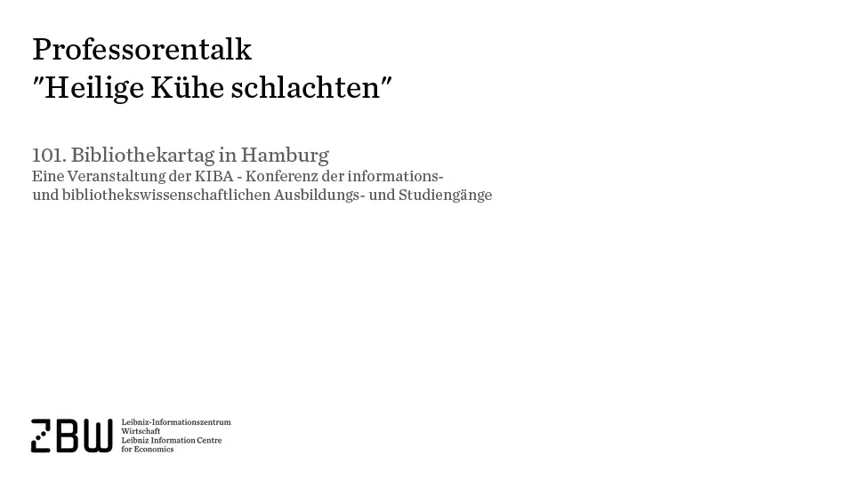 Professorentalk
"Heilige Kühe schlachten"
101. Bibliothekartag in Hamburg
Eine Veranstaltung der KIBA - Konferenz der informations-
und bibliothekswissenschaftlichen Ausbildungs- und Studiengänge
ZBW
Leibniz-Informationszentrum
Wirtschaft
Leibniz Information Centre
for Economics